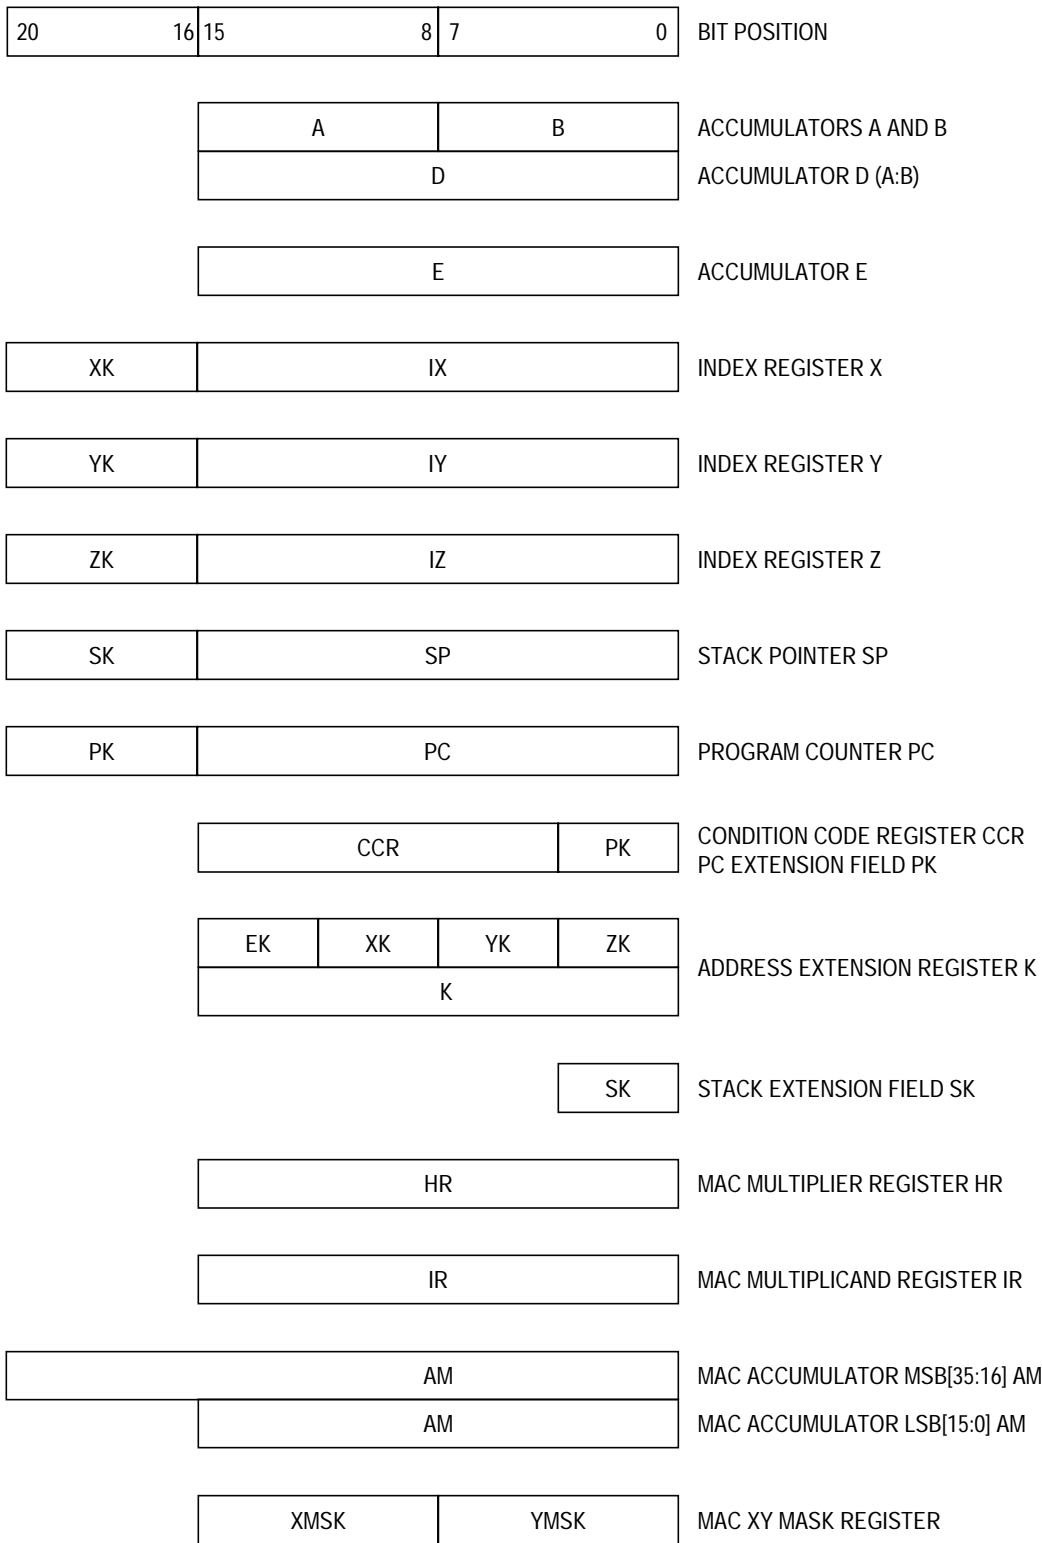 20 16 15 8 7 0 BIT POSITION
A B ACCUMULATORS A AND B
D ACCUMULATOR D (A:B)
E ACCUMULATOR E
XK IX INDEX REGISTER X
YK IY INDEX REGISTER Y
ZK IZ INDEX REGISTER Z
SK SP STACK POINTER SP
PK PC PROGRAM COUNTER PC
CCR PK CONDITION CODE REGISTER CCR
PC EXTENSION FIELD PK
EK XK YK ZK
ADDRESS EXTENSION REGISTER K
K
SK STACK EXTENSION FIELD SK
HR MAC MULTIPLIER REGISTER HR
IR MAC MULTIPLICAND REGISTER IR
AM MAC ACCUMULATOR MSB[35:16] AM
AM MAC ACCUMULATOR LSB[15:0] AM
XMSK YMSK MAC XY MASK REGISTER